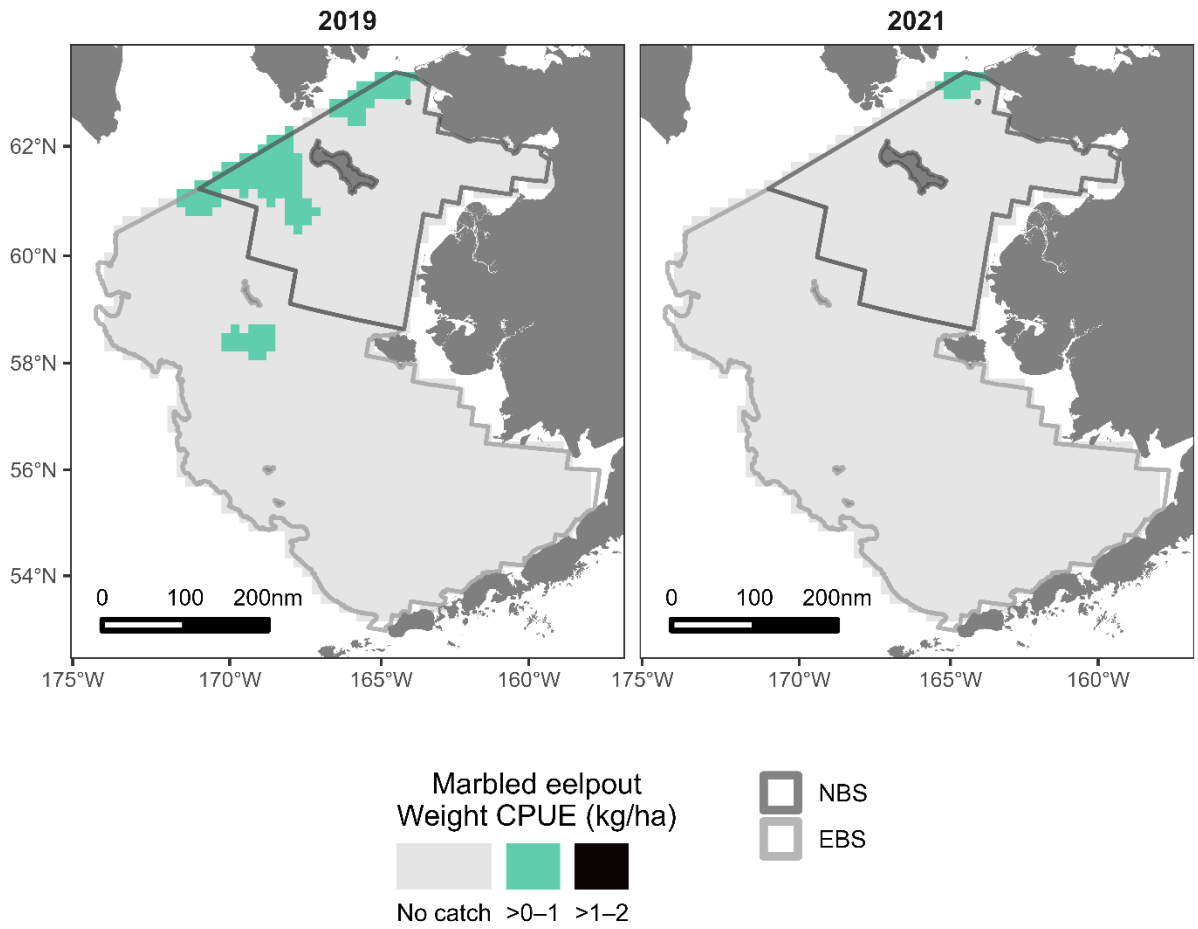 2019
2021
62°N
60°N
58°N
56°N
54°N
0 100 200nm
0 100 200nm
175°W 170°W 165°W 160°W
175°W 170°W 165°W 160°W
Marbled eelpout
Weight CPUE (kg/ha)
No catch >0–1 >1–2
NBS
EBS